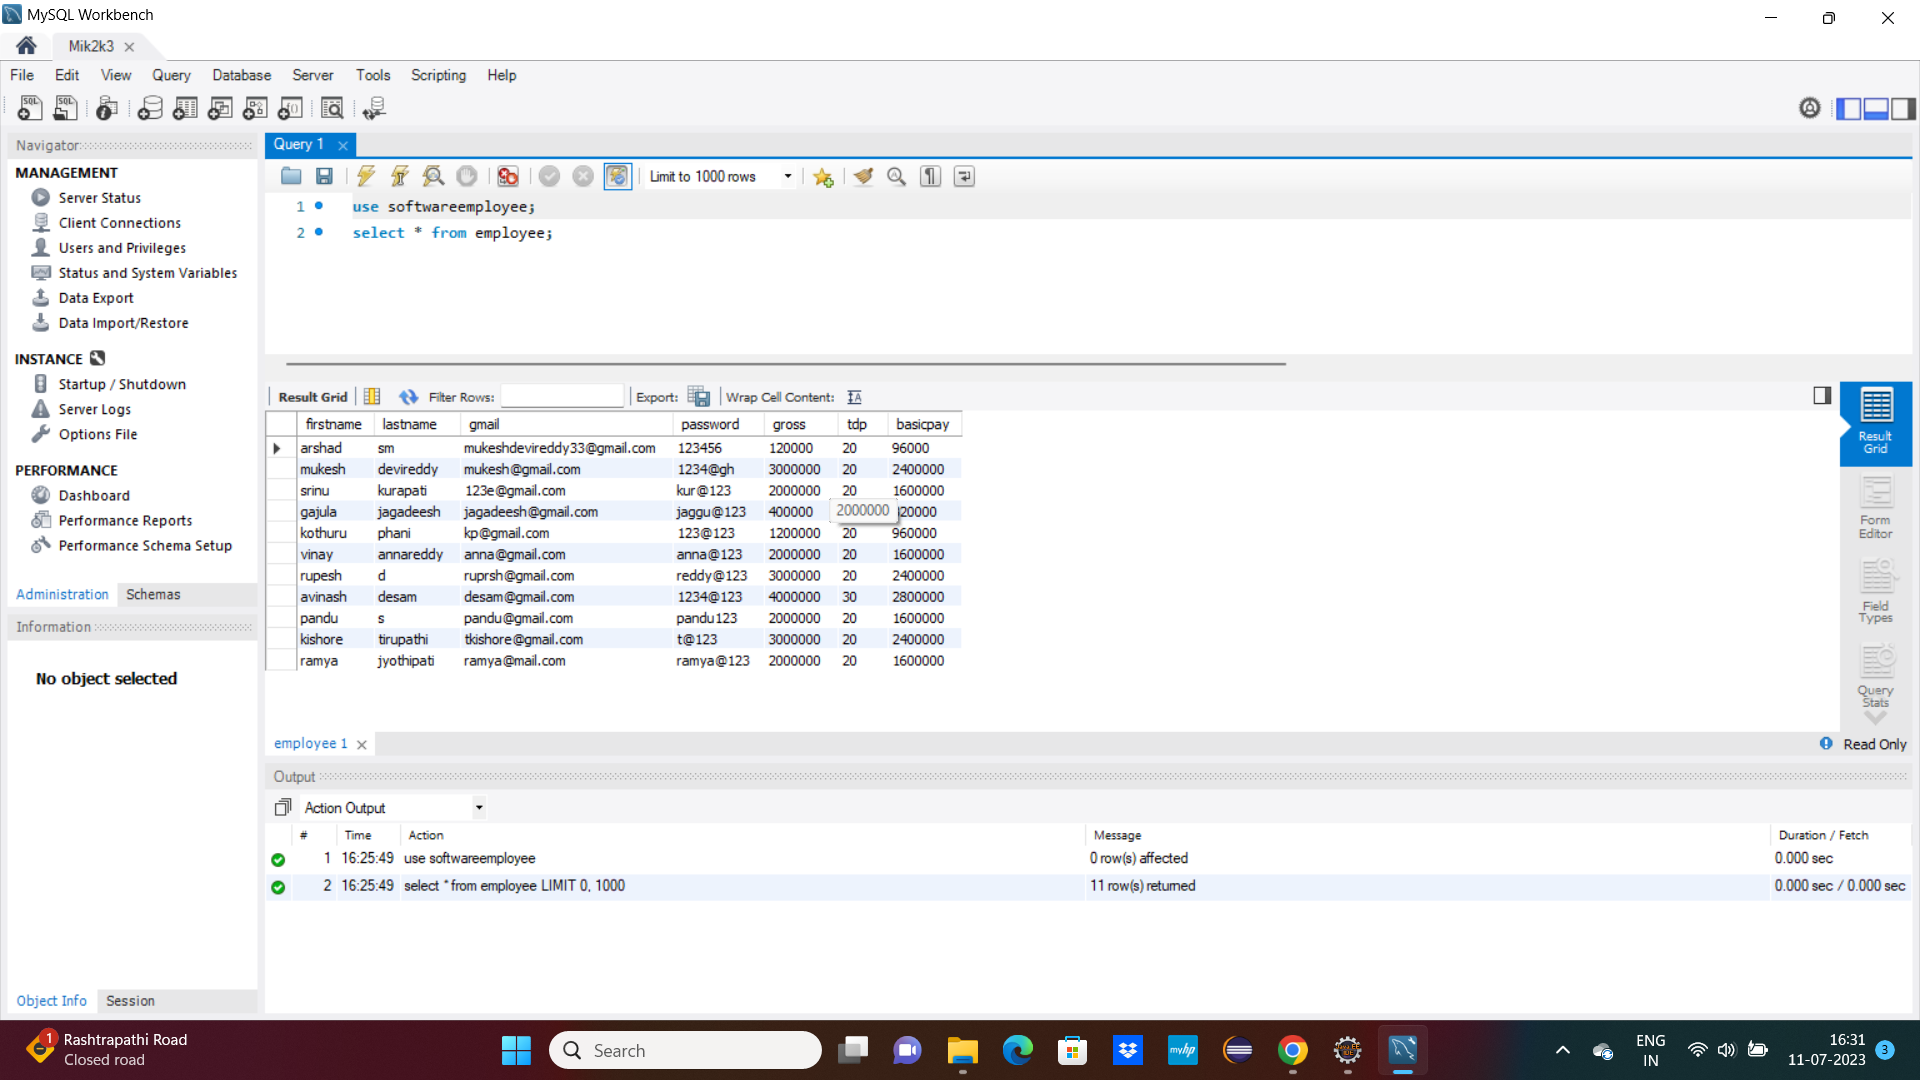 MySQL Workbench
Mik2k3
File Edit View Query Database Server Tools Scripting Help
Navigator
MANAGEMENT
Server Status
Client Connections
Users and Privileges
Status and System Variables
Data Export
Data Import/Restore
INSTANCE
Startup / Shutdown
Server Logs
Options File
PERFORMANCE
Dashboard
Performance Reports
Performance Schema Setup
Administration Schemas
Information
No object selected
Object Info Session
Query 1
Limit to 1000 rows
1 use softwareemployee;
2 select * from employee;
Result Grid Filter Rows: Export: Wrap Cell Content:
firstname lastname gmail password gross tdp basicpay
arshad sm mukeshdevireddy33@gmail.com 123456 120000 20 96000
mukesh devireddy mukesh@gmail.com 1234@gh 3000000 20 2400000
srinu kurapati 123e@gmail.com kur@123 2000000 20 1600000
gajula jagadeesh jagadeesh@gmail.com jaggu@123 400000 2000000 20000
kothuru phani kp@gmail.com 123@123 1200000 20 960000
vinay annareddy anna@gmail.com anna@123 2000000 20 1600000
rupesh d ruprsh@gmail.com reddy@123 3000000 20 2400000
avinash desam desam@gmail.com 1234@123 4000000 30 2800000
pandu s pandu@gmail.com pandu123 2000000 20 1600000
kishore tirupathi tkishore@gmail.com t@123 3000000 20 2400000
ramya jyothipati ramya@mail.com ramya@123 2000000 20 1600000
Result
Grid
Form
Editor
Field
Types
Query
Stats
employee 1
Read Only
Output
Action Output
# Time Action Message Duration / Fetch
1 16:25:49 use softwareemployee 0 row(s) affected 0.000 sec
2 16:25:49 select * from employee LIMIT 0, 1000 11 row(s) returned 0.000 sec / 0.000 sec
1
Rashtrapathi Road
Closed road
Search
myhp
ENG
IN
16:31
11-07-2023
3